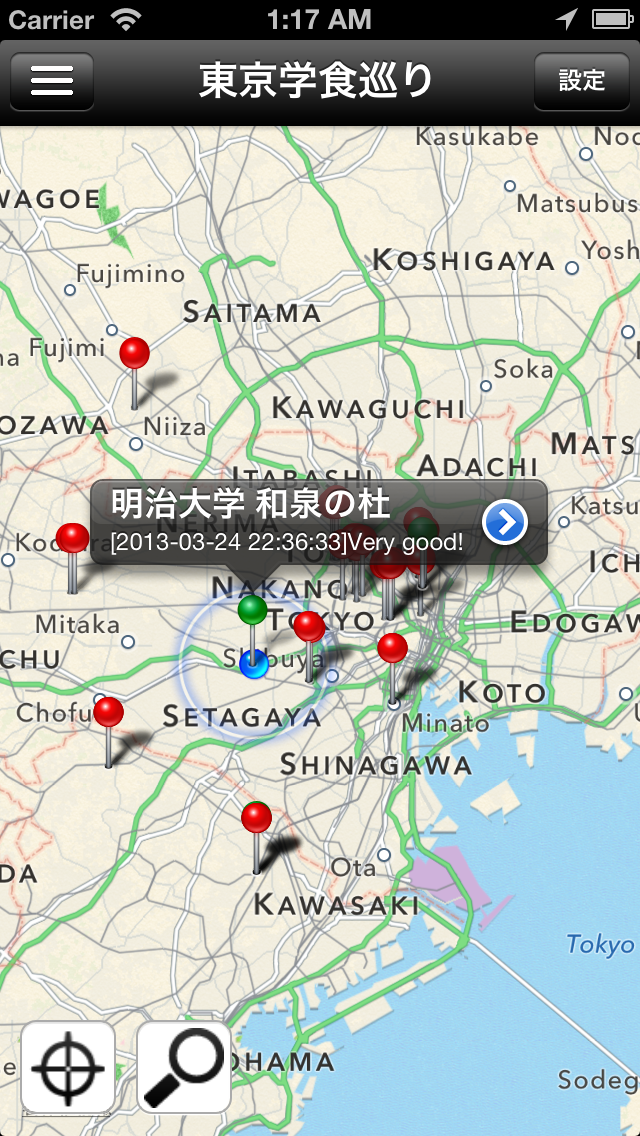 Carrier 1:17 AM
東京学食巡り 設定
Kasukabe Noc
WAGOE
Matsubus
KOSHIGAYA Yosh
Fujimino
SAITAMA
Fujimi
Soka
KAWAGUCHI
OZAWA Niiza
MATS
ADACHI
ITABASHI
明治大学 和泉の杜
Katsu
NERIMA
[2013-03-24 22:36:33]Very good!
ICH
NAKANO
TOKYO EDOGAW
Mitaka
CHU Shibuya
KOTO
Chofu SETAGAYA
Minato
SHINAGAWA
Ota
DA
KAWASAKI
Tokyo
OHAMA
Sodeg